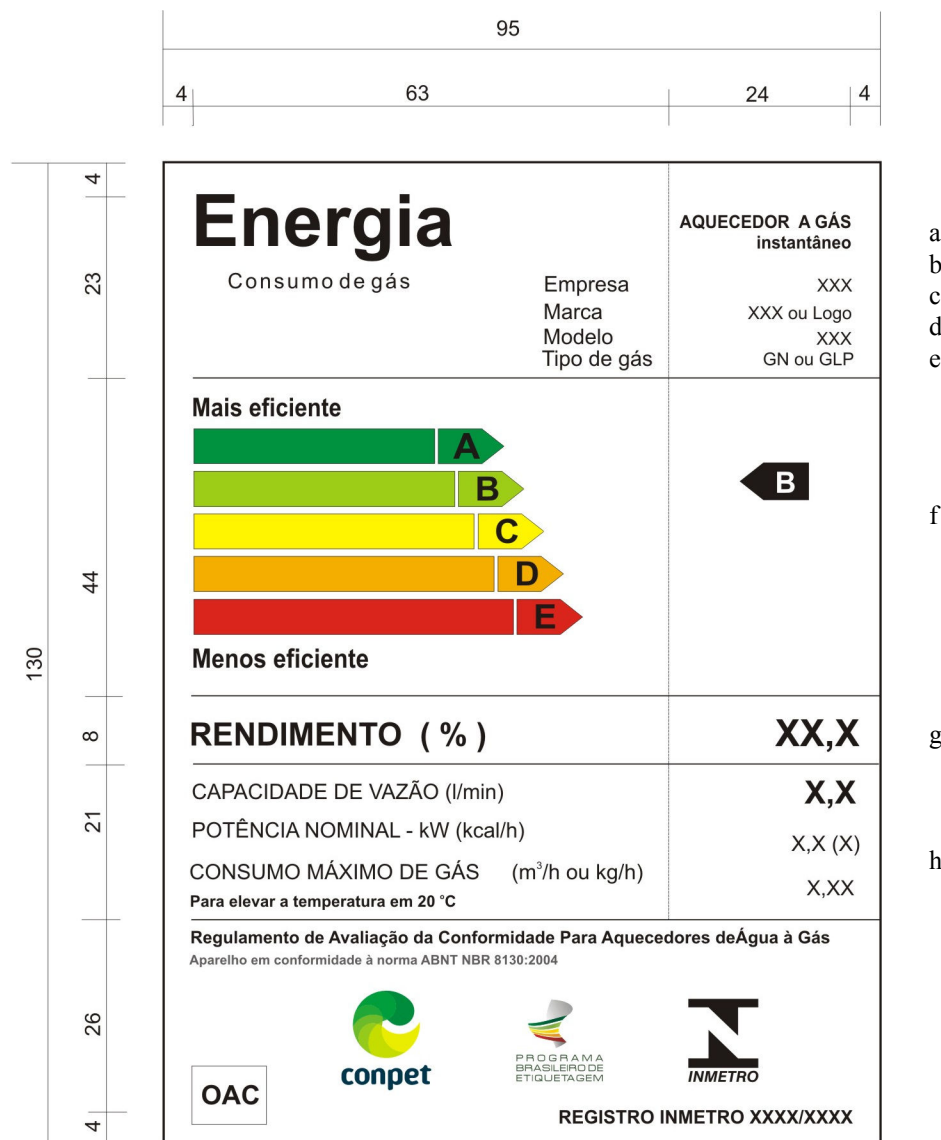 95
4 63 24 4
4
Energia
AQUECEDOR A GÁS
instantâneo
a
Consumo de gás
23
Empresa XXX
b
Marca XXX ou Logo
c
Modelo XXX
d
Tipo de gás GN ou GLP
e
Mais eficiente
A
B
B
C
f
D
44
E
Menos eficiente
130
8
RENDIMENTO ( % ) XX,X
g
CAPACIDADE DE VAZÃO (l/min) X,X
21
POTÊNCIA NOMINAL - kW (kcal/h) X,X (X)
h
CONSUMO MÁXIMO DE GÁS (m³/h ou kg/h) X,XX
Para elevar a temperatura em 20 °C
Regulamento de Avaliação da Conformidade Para Aquecedores deÁgua à Gás
Aparelho em conformidade à norma ABNT NBR 8130:2004
26
conpet
PROGRAMA
BRASILEIRO DE
ETIQUETAGEM
INMETRO
OAC
4
REGISTRO INMETRO XXXX/XXXX